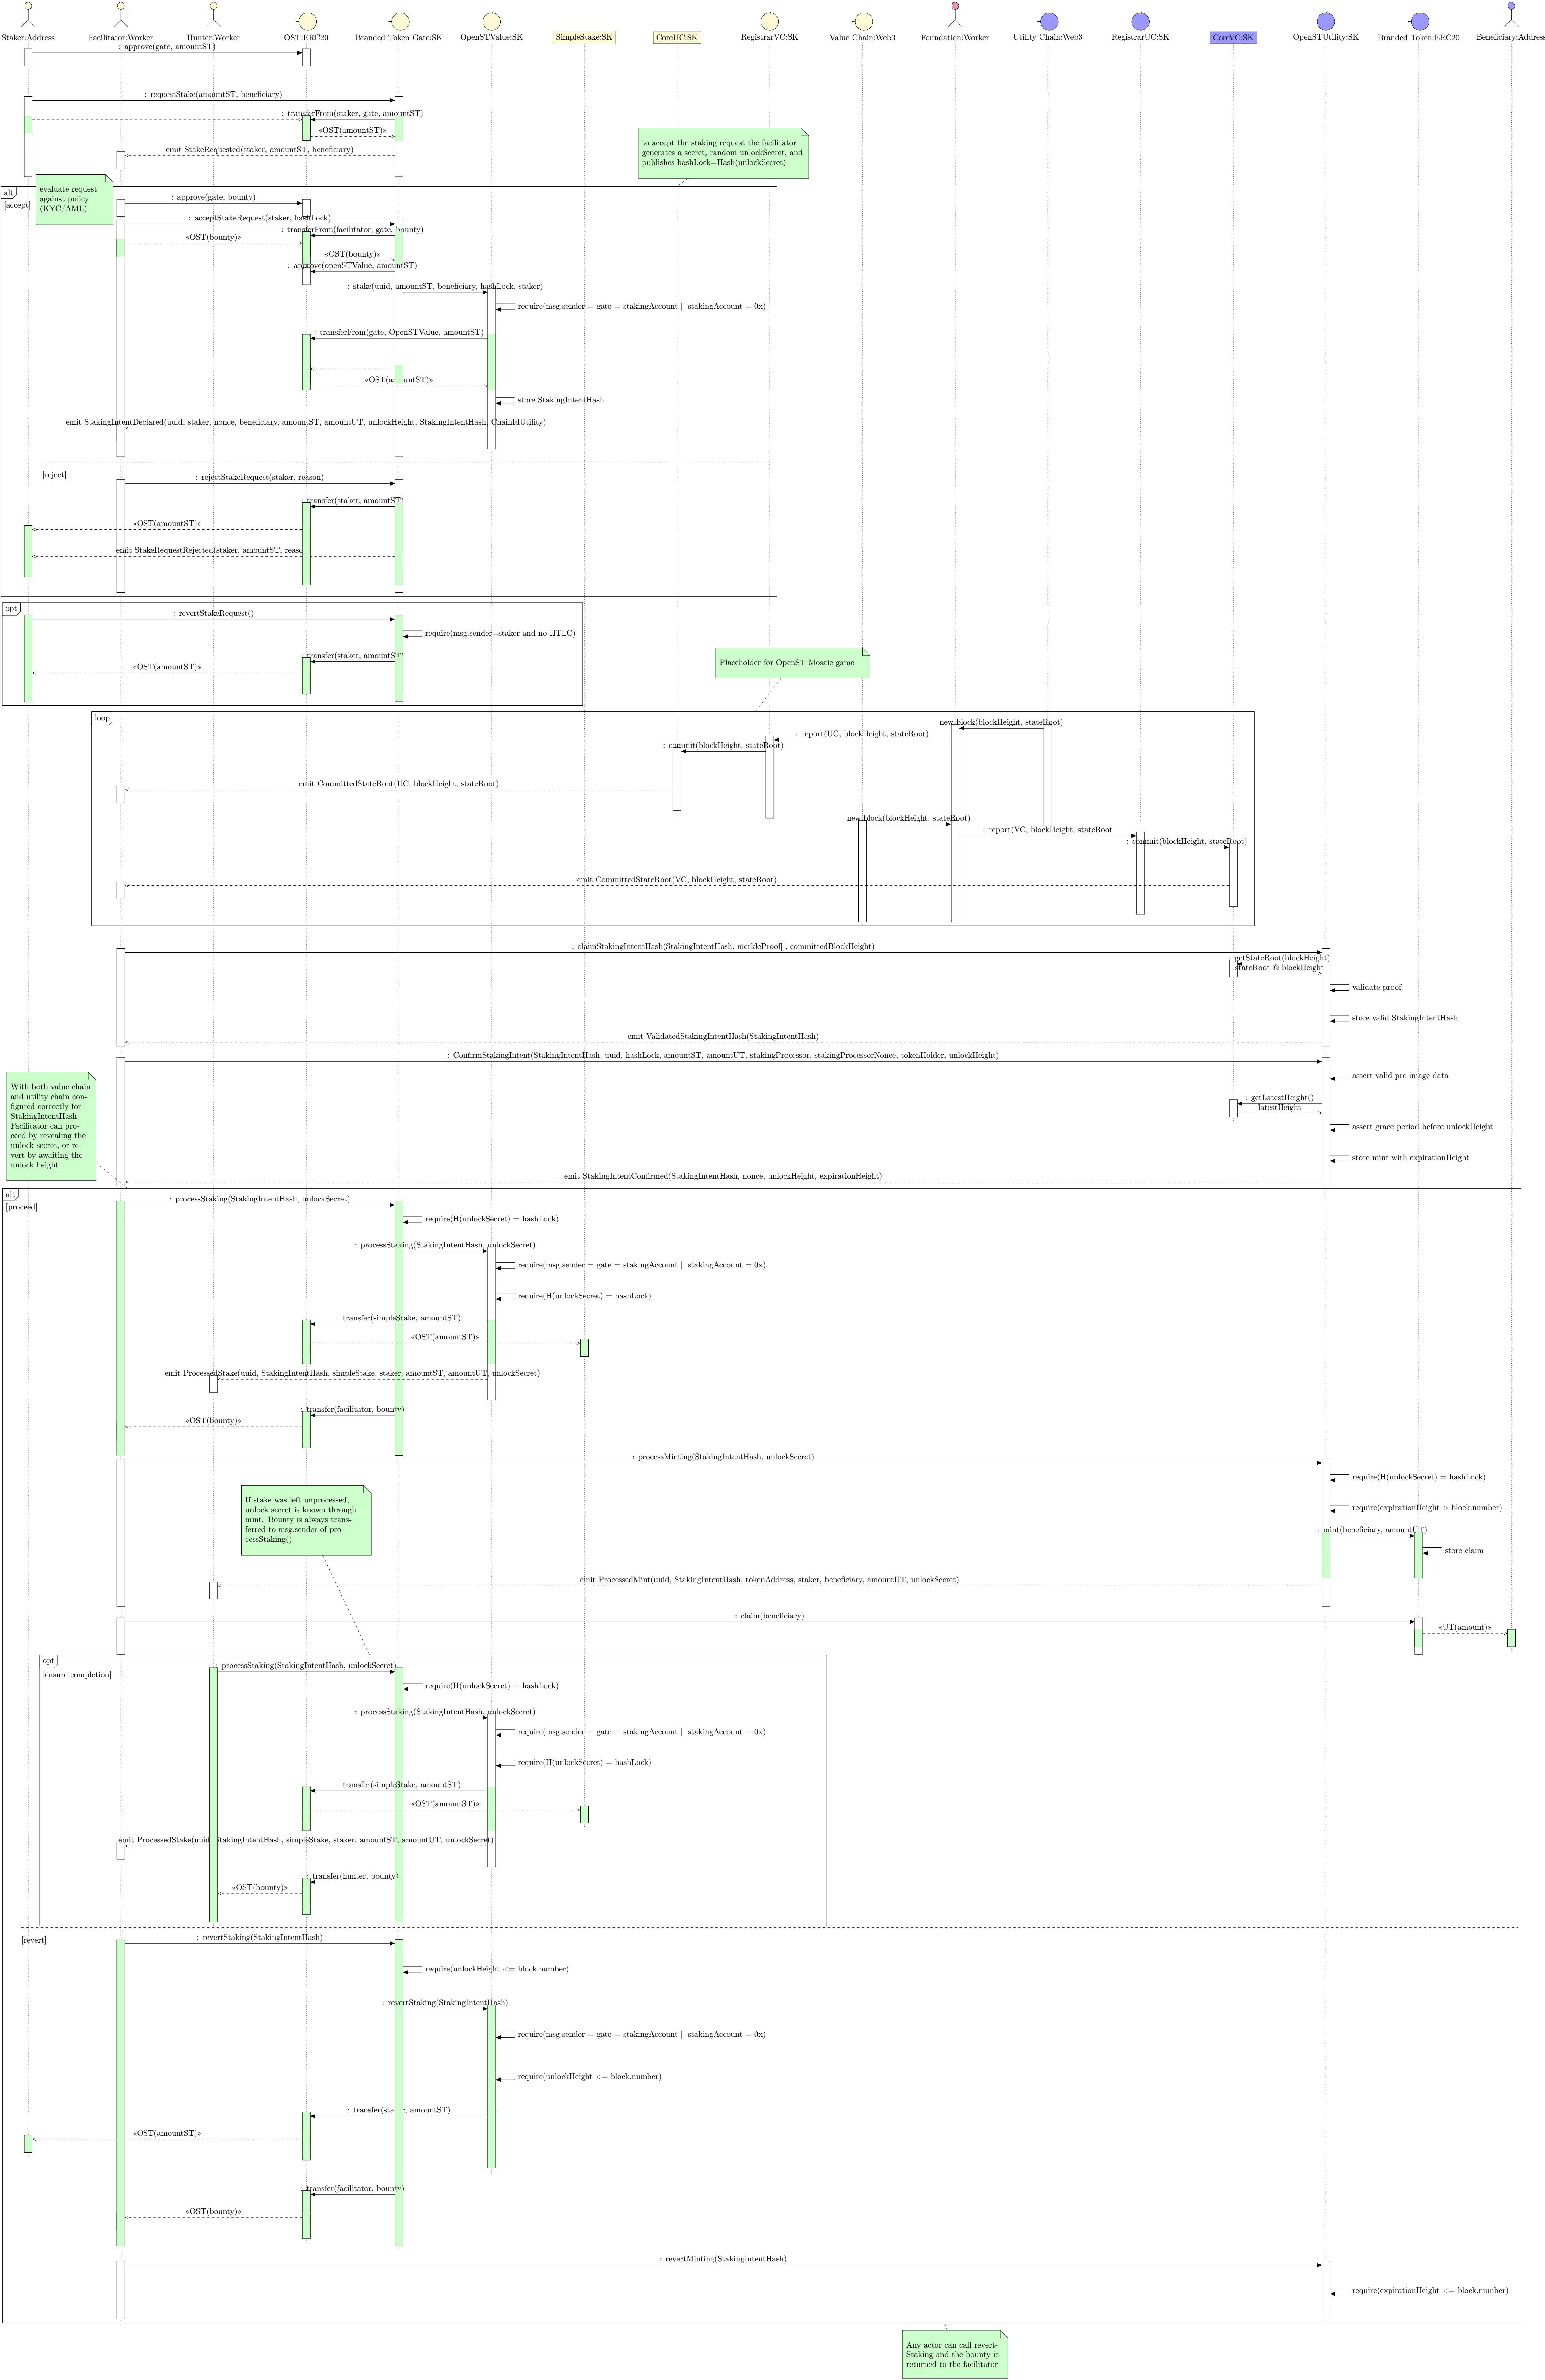 Staker:Address
Facilitator:Worker
Hunter:Worker
OST:ERC20
Branded Token Gate:SK
OpenSTValue:SK
SimpleStake:SK
CoreUC:SK
RegistrarVC:SK
Value Chain:Web3
Foundation:Worker
Utility Chain:Web3
RegistrarUC:SK
CoreVC:SK
OpenSTUtility:SK
Branded Token:ERC20
Beneficiary:Address
: approve(gate, amountST)
: requestStake(amountST, beneficiary)
: transferFrom(staker, gate, amountST)
«OST(amountST)»
emit StakeRequested(staker, amountST, beneficiary)
to accept the staking request the facilitator
generates a secret, random unlockSecret, and
publishes hashLock=Hash(unlockSecret)
alt
[accept]
evaluate request
against policy
(KYC/AML)
: approve(gate, bounty)
: acceptStakeRequest(staker, hashLock)
: transferFrom(facilitator, gate, bounty)
«OST(bounty)»
«OST(bounty)»
: approve(openSTValue, amountST)
: stake(uuid, amountST, beneficiary, hashLock, staker)
require(msg.sender = gate = stakingAccount || stakingAccount = 0x)
: transferFrom(gate, OpenSTValue, amountST)
«OST(amountST)»
store StakingIntentHash
emit StakingIntentDeclared(uuid, staker, nonce, beneficiary, amountST, amountUT, unlockHeight, StakingIntentHash, ChainIdUtility)
[reject]
: rejectStakeRequest(staker, reason)
: transfer(staker, amountST)
«OST(amountST)»
emit StakeRequestRejected(staker, amountST, reaso
opt
: revertStakeRequest()
require(msg.sender=staker and no HTLC)
: transfer(staker, amountST)
«OST(amountST)»
Placeholder for OpenST Mosaic game
loop
new block(blockHeight, stateRoot)
: report(UC, blockHeight, stateRoot)
: commit(blockHeight, stateRoot)
emit CommittedStateRoot(UC, blockHeight, stateRoot)
new block(blockHeight, stateRoot)
: report(VC, blockHeight, stateRoot
: commit(blockHeight, stateRoot)
emit CommittedStateRoot(VC, blockHeight, stateRoot)
: claimStakingIntentHash(StakingIntentHash, merkleProof[], committedBlockHeight)
: getStateRoot(blockHeight)
stateRoot @ blockHeight
validate proof
store valid StakingIntentHash
emit ValidatedStakingIntentHash(StakingIntentHash)
: ConfirmStakingIntent(StakingIntentHash, uuid, hashLock, amountST, amountUT, stakingProcessor, stakingProcessorNonce, tokenHolder, unlockHeight)
assert valid pre-image data
With both value chain
and utility chain con-
figured correctly for
StakingIntentHash,
Facilitator can pro-
ceed by revealing the
unlock secret, or re-
vert by awaiting the
unlock height
: getLatestHeight()
latestHeight
assert grace period before unlockHeight
store mint with expirationHeight
emit StakingIntentConfirmed(StakingIntentHash, nonce, unlockHeight, expirationHeight)
alt
[proceed]
: processStaking(StakingIntentHash, unlockSecret)
require(H(unlockSecret) = hashLock)
: processStaking(StakingIntentHash, unlockSecret)
require(msg.sender = gate = stakingAccount || stakingAccount = 0x)
require(H(unlockSecret) = hashLock)
: transfer(simpleStake, amountST)
«OST(amountST)»
emit ProcessedStake(uuid, StakingIntentHash, simpleStake, staker, amountST, amountUT, unlockSecret)
: transfer(facilitator, bounty)
«OST(bounty)»
: processMinting(StakingIntentHash, unlockSecret)
require(H(unlockSecret) = hashLock)
If stake was left unprocessed,
unlock secret is known through
mint. Bounty is always trans-
ferred to msg.sender of pro-
cessStaking()
require(expirationHeight > block.number)
: mint(beneficiary, amountUT)
store claim
emit ProcessedMint(uuid, StakingIntentHash, tokenAddress, staker, beneficiary, amountUT, unlockSecret)
: claim(beneficiary)
«UT(amount)»
opt
[ensure completion]
: processStaking(StakingIntentHash, unlockSecret)
require(H(unlockSecret) = hashLock)
: processStaking(StakingIntentHash, unlockSecret)
require(msg.sender = gate = stakingAccount || stakingAccount = 0x)
require(H(unlockSecret) = hashLock)
: transfer(simpleStake, amountST)
«OST(amountST)»
emit ProcessedStake(uuid, StakingIntentHash, simpleStake, staker, amountST, amountUT, unlockSecret)
: transfer(hunter, bounty)
«OST(bounty)»
[revert]
: revertStaking(StakingIntentHash)
require(unlockHeight <= block.number)
: revertStaking(StakingIntentHash)
require(msg.sender = gate = stakingAccount || stakingAccount = 0x)
require(unlockHeight <= block.number)
: transfer(staker, amountST)
«OST(amountST)»
: transfer(facilitator, bounty)
«OST(bounty)»
: revertMinting(StakingIntentHash)
require(expirationHeight <= block.number)
Any actor can call revert-
Staking and the bounty is
returned to the facilitator